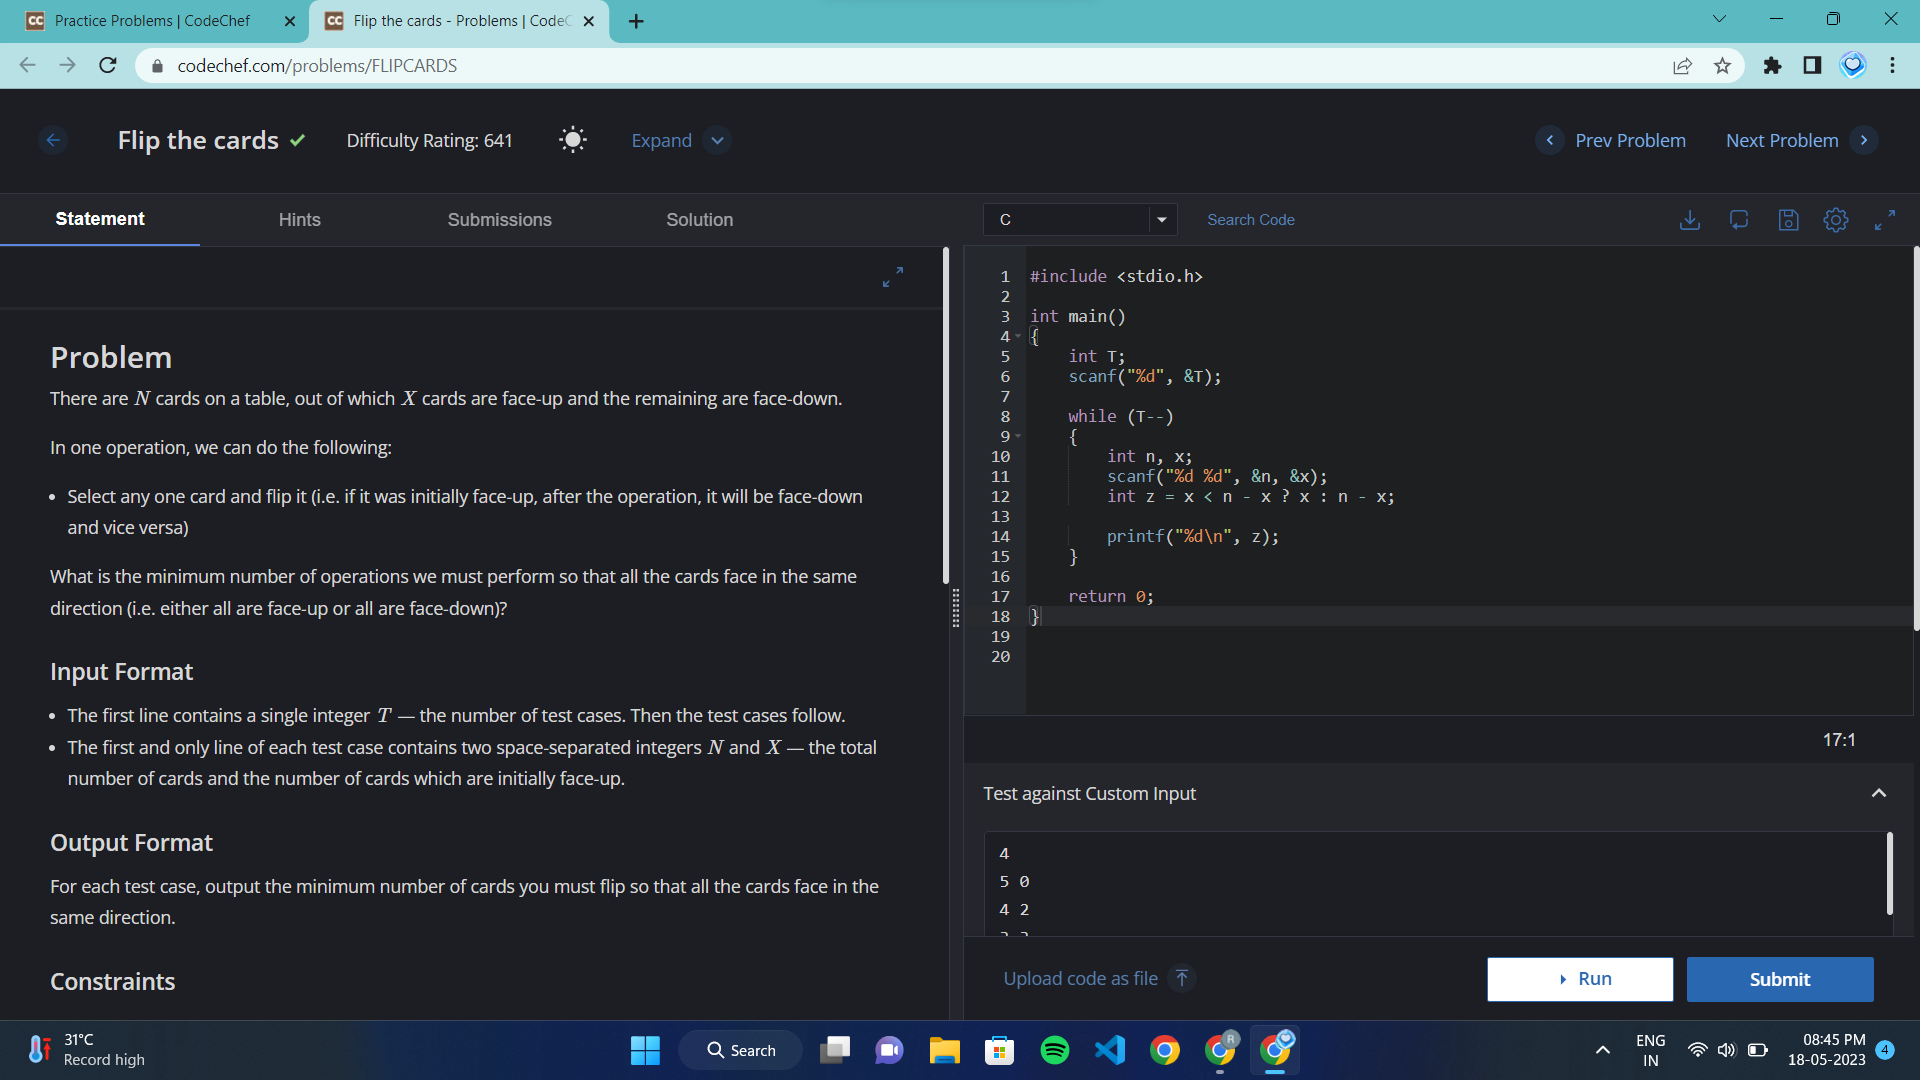 Practice Problems | CodeChef
Flip the cards - Problems | CodeC
codechef.com/problems/FLIPCARDS
Flip the cards
Difficulty Rating: 641
Expand
Prev Problem
Next Problem
Statement
Hints
Submissions
Solution
Problem
There are N cards on a table, out of which X cards are face-up and the remaining are face-down.
In one operation, we can do the following:
• Select any one card and flip it (i.e. if it was initially face-up, after the operation, it will be face-down
and vice versa)
What is the minimum number of operations we must perform so that all the cards face in the same
direction (i.e. either all are face-up or all are face-down)?
Input Format
• The first line contains a single integer T — the number of test cases. Then the test cases follow.
• The first and only line of each test case contains two space-separated integers N and X — the total
number of cards and the number of cards which are initially face-up.
Output Format
For each test case, output the minimum number of cards you must flip so that all the cards face in the
same direction.
Constraints
C
Search Code
1 #include <stdio.h>
2
3 int main()
4 {
5     int T;
6     scanf("%d", &T);
7
8     while (T--)
9     {
10         int n, x;
11         scanf("%d %d", &n, &x);
12         int z = x < n - x ? x : n - x;
13
14         printf("%d\n", z);
15     }
16
17     return 0;
18 }
19
20
17:1
Test against Custom Input
4
5 0
4 2
Upload code as file
Run
Submit
31°C
Record high
Search
R
ENG
IN
08:45 PM
18-05-2023
4